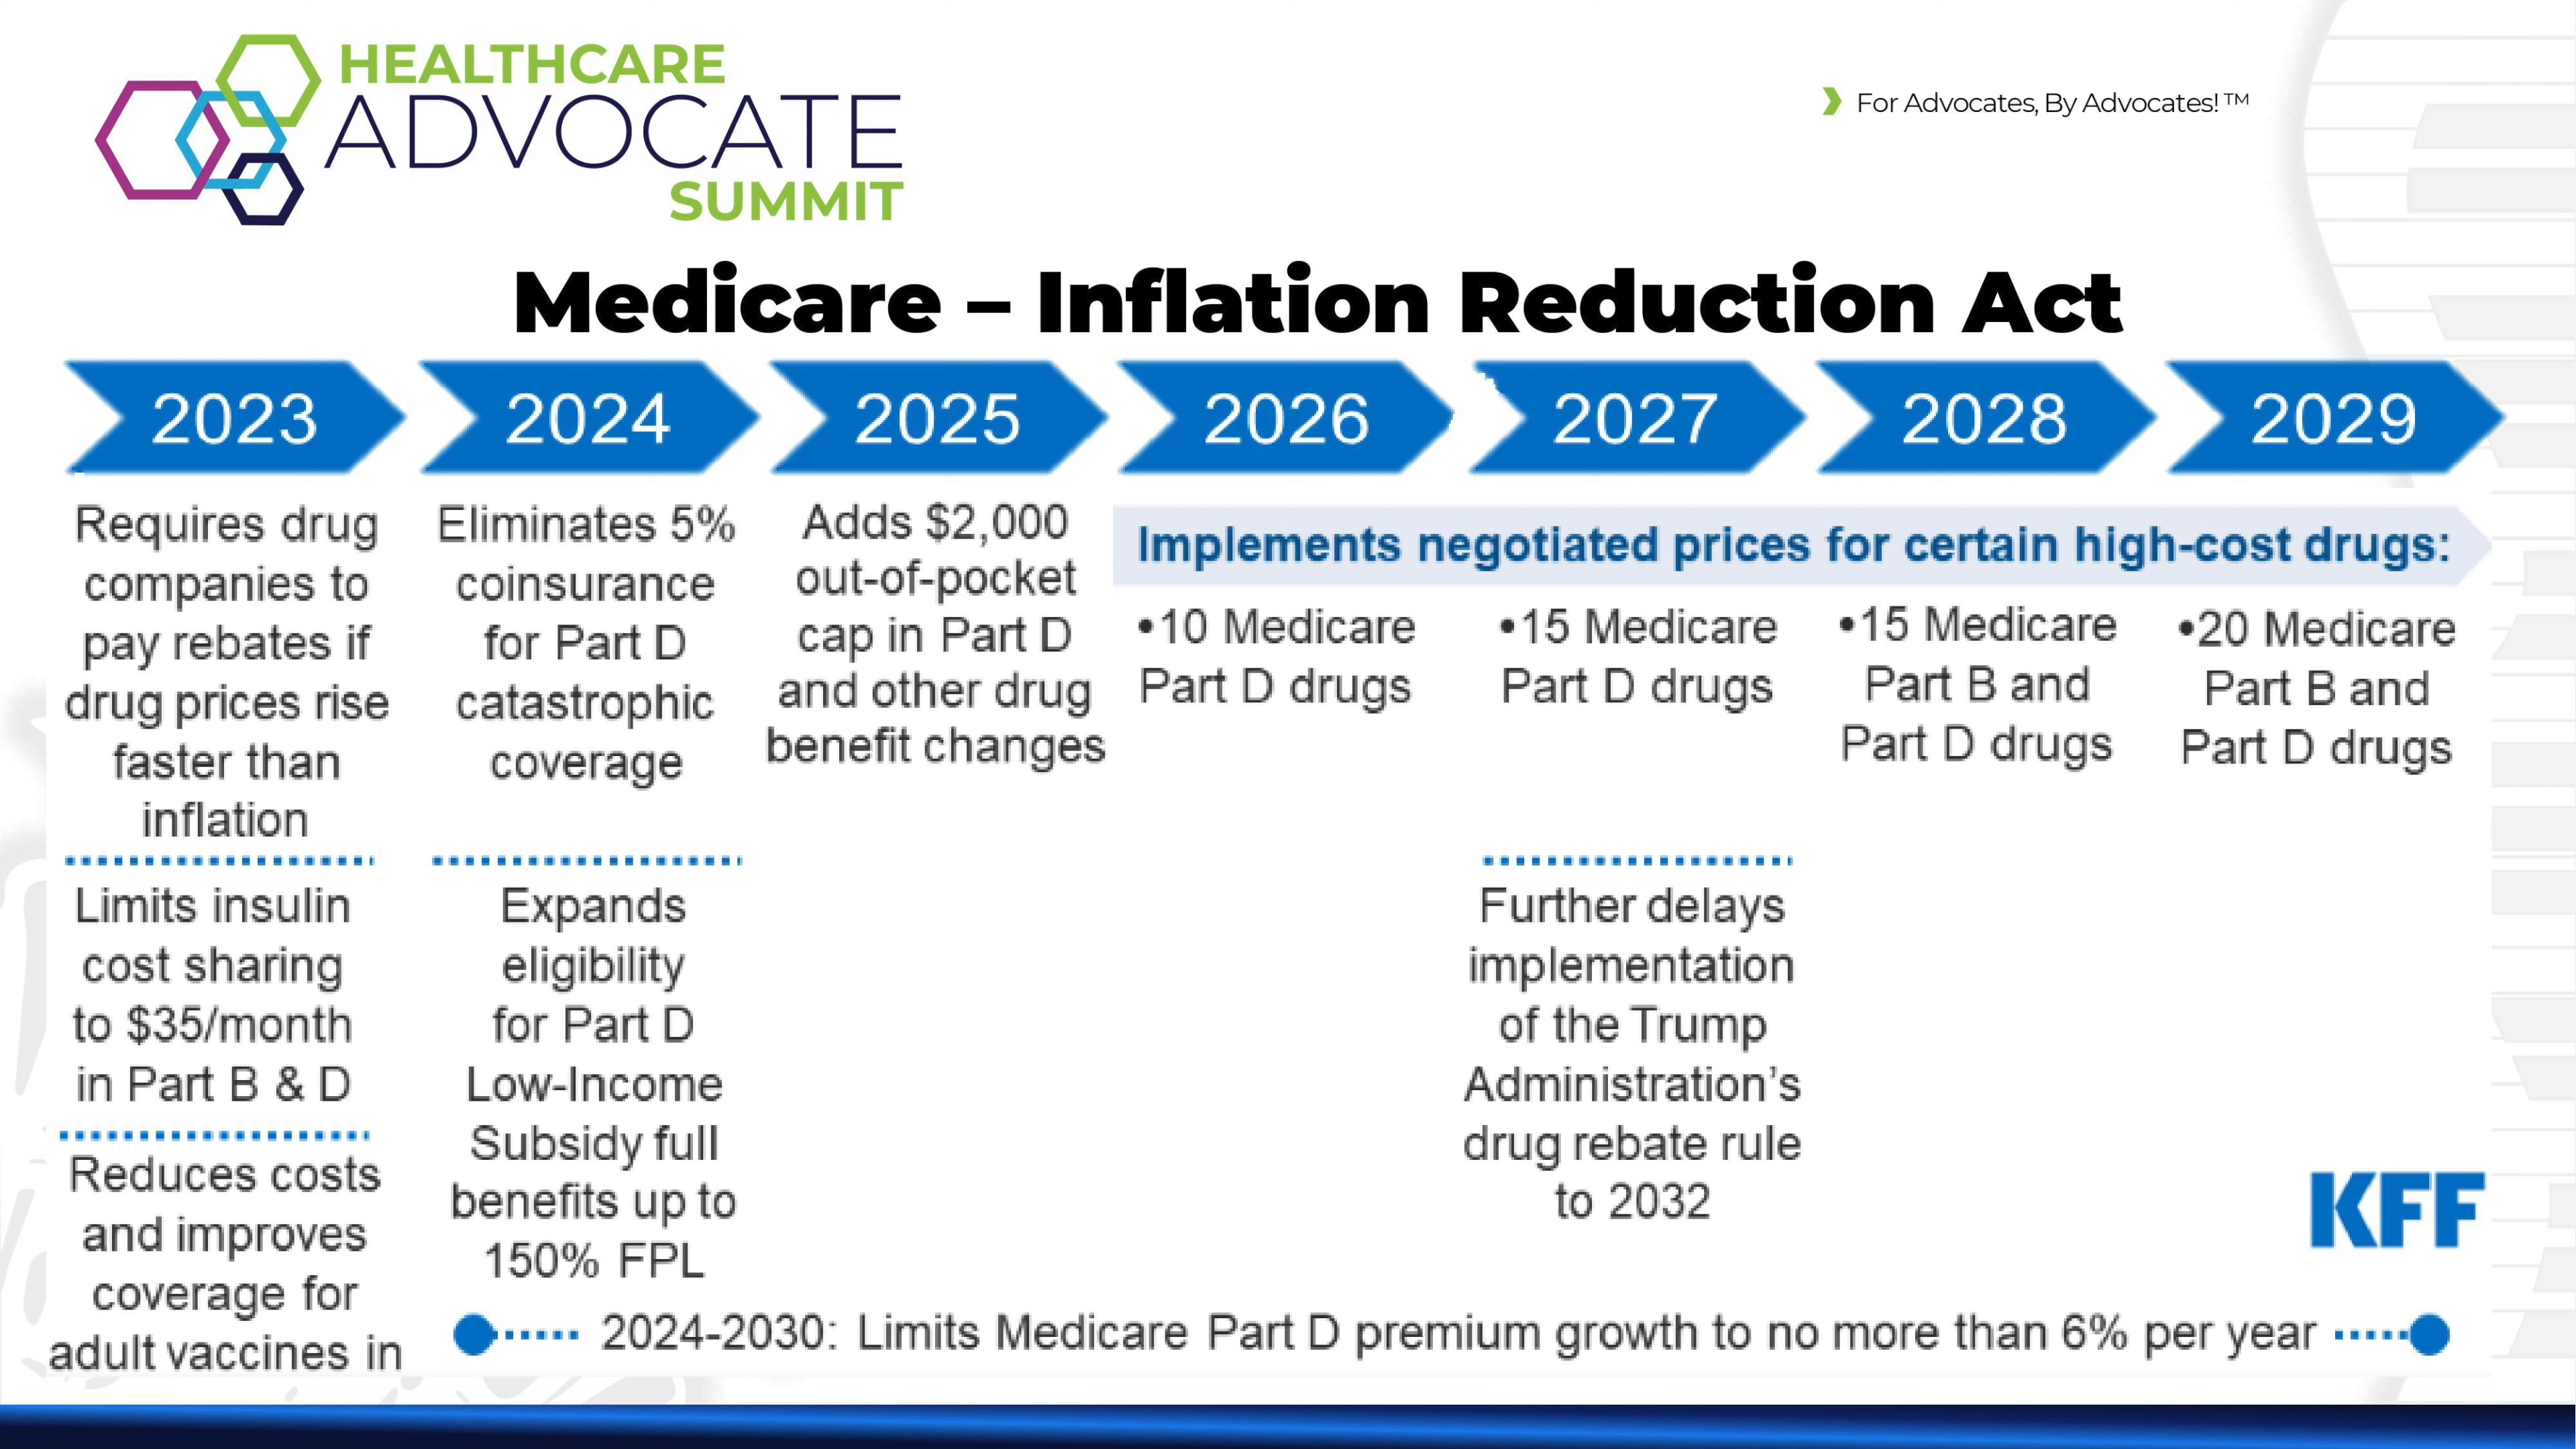 HEALTHCARE
ADVOCATE
SUMMIT
For Advocates, By Advocates!™
Medicare – Inflation Reduction Act
2023
Requires drug
companies to
pay rebates if
drug prices rise
faster than
inflation
Limits insulin
cost sharing
to $35/month
in Part B & D
Reduces costs
and improves
coverage for
adult vaccines in
2024
Eliminates 5%
coinsurance
for Part D
catastrophic
coverage
Expands
eligibility
for Part D
Low-Income
Subsidy full
benefits up to
150% FPL
2025
Adds $2,000
out-of-pocket
cap in Part D
and other drug
benefit changes
2026
2027
2028
2029
Implements negotiated prices for certain high-cost drugs:
•10 Medicare
Part D drugs
•15 Medicare
Part D drugs
Further delays
implementation
of the Trump
Administration's
drug rebate rule
to 2032
•15 Medicare
Part B and
Part D drugs
•20 Medicare
Part B and
Part D drugs
KFF
2024-2030: Limits Medicare Part D premium growth to no more than 6% per year